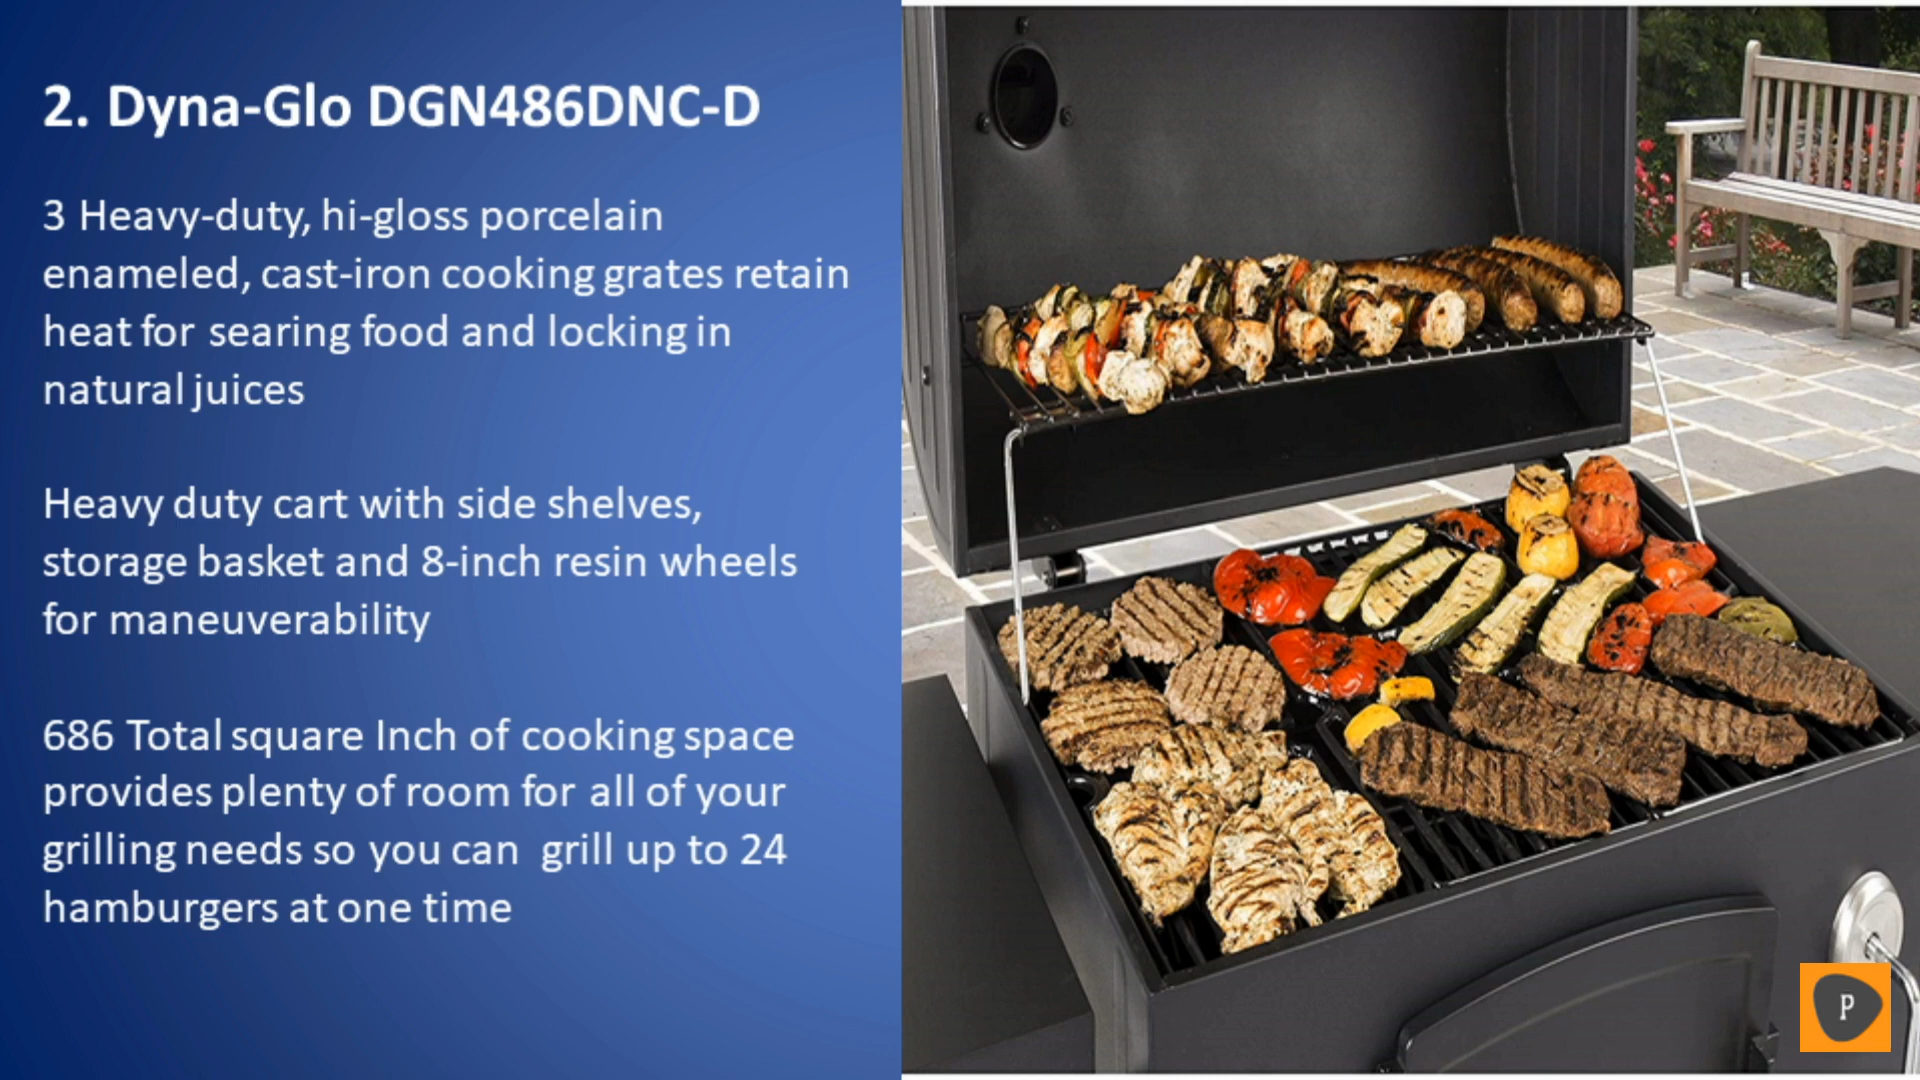 2. Dyna-Glo DGN486DNC-D
3 Heavy-duty, hi-gloss porcelain
enameled, cast-iron cooking grates retain
heat for searing food and locking in
natural juices
Heavy duty cart with side shelves,
storage basket and 8-inch resin wheels
for maneuverability
686 Total square Inch of cooking space
provides plenty of room for all of your
grilling needs so you can grill up to 24
hamburgers at one time
P